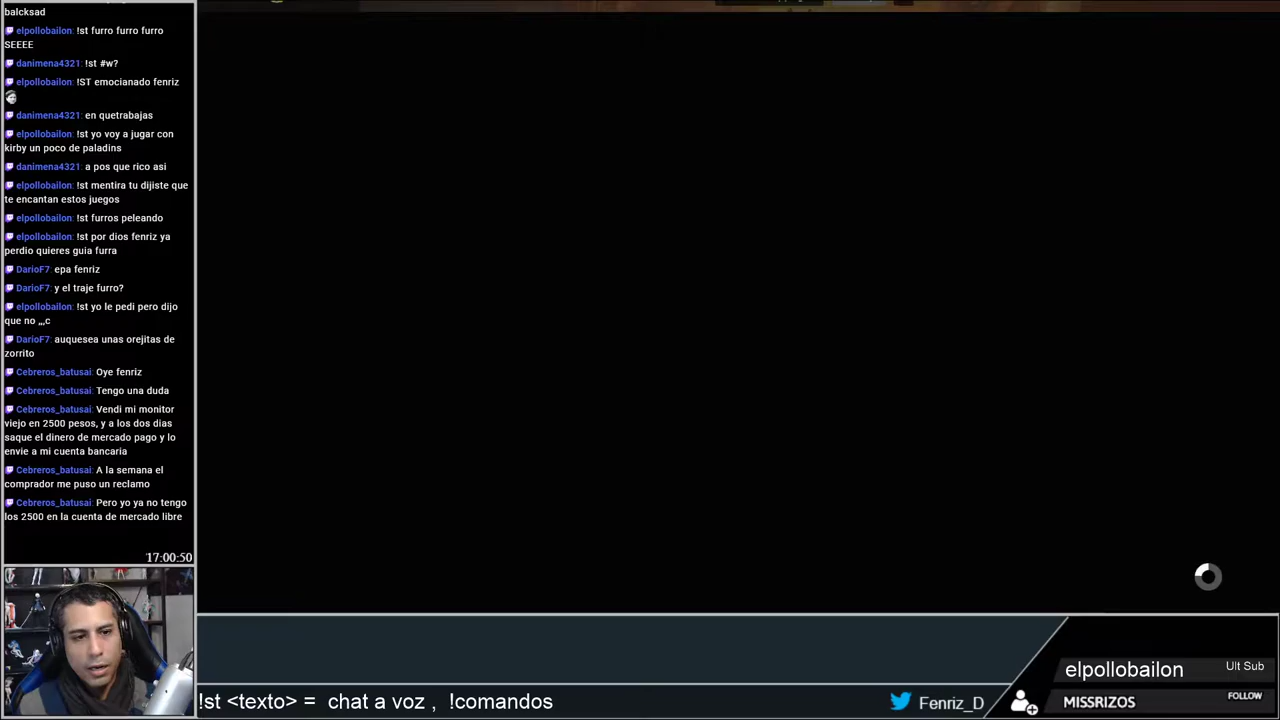 balcksad
elpollobailon: !st furro furro furro
SEEEE
danimena4321: !st #w?
elpollobailon: !ST emocianado fenriz
danimena4321: en quetrabajas
elpollobailon: !st yo voy a jugar con
kirby un poco de paladins
danimena4321: a pos que rico asi
elpollobailon: !st mentira tu dijiste que
te encantan estos juegos
elpollobailon: !st furros peleando
elpollobailon: !st por dios fenriz ya
perdio quieres guia furra
DarioF7: epa fenriz
DarioF7: y el traje furro?
elpollobailon: !st yo le pedi pero dijo
que no ,,,c
DarioF7: auquesea unas orejitas de
zorrito
Cebreros_batusai: Oye fenriz
Cebreros_batusai: Tengo una duda
Cebreros_batusai: Vendi mi monitor
viejo en 2500 pesos, y a los dos dias
saque el dinero de mercado pago y lo
envie a mi cuenta bancaria
Cebreros_batusai: A la semana el
comprador me puso un reclamo
Cebreros_batusai: Pero yo ya no tengo
los 2500 en la cuenta de mercado libre
17:00:50
!st <texto> = chat a voz , !comandos
Fenriz_D
elpollobailon Ult Sub
MISSRIZOS FOLLOW